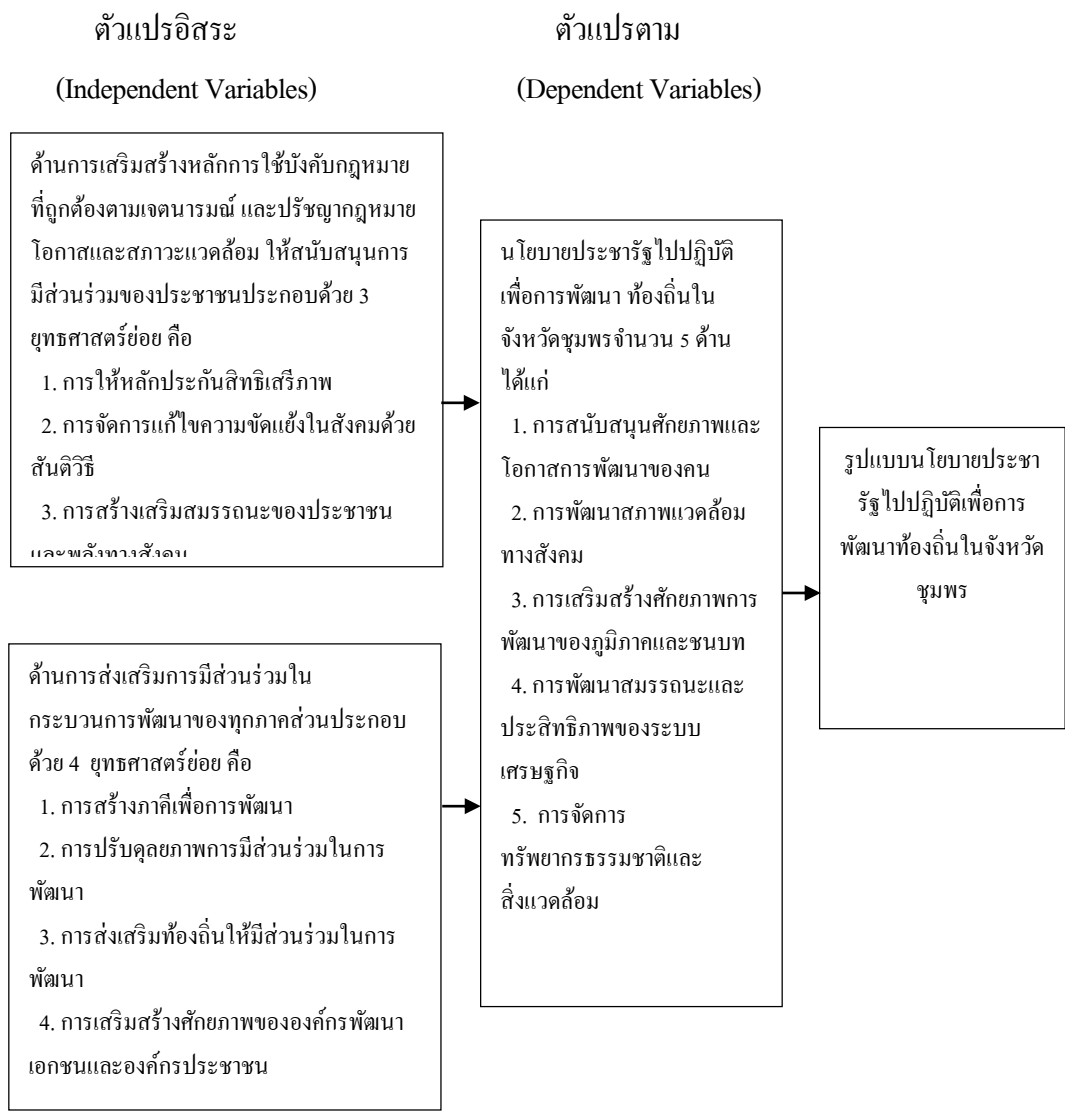 ตัวแปรอิสระ
(Independent Variables)
ตัวแปรตาม
(Dependent Variables)
ด้านการเสริมสร้างหลักการใช้บังคับกฎหมาย
ที่ถูกต้องตามเจตนารมณ์ และปรัชญากฎหมาย
โอกาสและสภาวะแวดล้อม ให้สนับสนุนการ
มีส่วนร่วมของประชาชนประกอบด้วย 3
ยุทธศาสตร์ย่อย คือ
1. การให้หลักประกันสิทธิเสรีภาพ
2. การจัดการแก้ไขความขัดแย้งในสังคมด้วย
สันติวิธี
3. การสร้างเสริมสมรรถนะของประชาชน
และพลังทางสังคม
ด้านการส่งเสริมการมีส่วนร่วมใน
กระบวนการพัฒนาของทุกภาคส่วนประกอบ
ด้วย 4 ยุทธศาสตร์ย่อย คือ
1. การสร้างภาคีเพื่อการพัฒนา
2. การปรับดุลยภาพการมีส่วนร่วมในการ
พัฒนา
3. การส่งเสริมท้องถิ่นให้มีส่วนร่วมในการ
พัฒนา
4. การเสริมสร้างศักยภาพขององค์กรพัฒนา
เอกชนและองค์กรประชาชน
นโยบายประชารัฐไปปฏิบัติ
เพื่อการพัฒนา ท้องถิ่นใน
จังหวัดชุมพรจำนวน 5 ด้าน
ได้แก่
1. การสนับสนุนศักยภาพและ
โอกาสการพัฒนาของคน
2. การพัฒนาสภาพแวดล้อม
ทางสังคม
3. การเสริมสร้างศักยภาพการ
พัฒนาของภูมิภาคและชนบท
4. การพัฒนาสมรรถนะและ
ประสิทธิภาพของระบบ
เศรษฐกิจ
5. การจัดการ
ทรัพยากรธรรมชาติและ
สิ่งแวดล้อม
รูปแบบนโยบายประชา
รัฐไปปฏิบัติเพื่อการ
พัฒนาท้องถิ่นในจังหวัด
ชุมพร